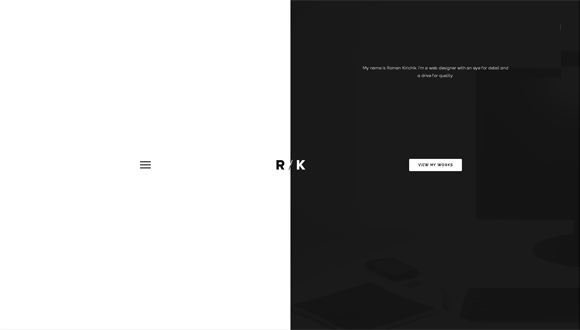 My name is Roman Kirichik. I'm a web-designer with an eye for detail and
a drive for quality.
R / K
VIEW MY WORKS